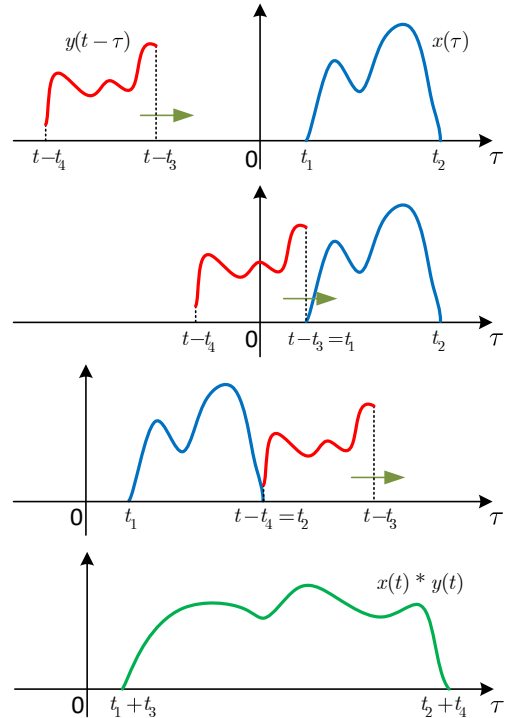 y(t−τ) x(τ)
t−t₄ t−t₃ 0 t₁ t₂ τ
t−t₄ 0 t−t₃=t₁ t₂ τ
0 t₁ t−t₄=t₂ t−t₃ τ
x(t) * y(t)
0 t₁+t₃ t₂+t₄ τ